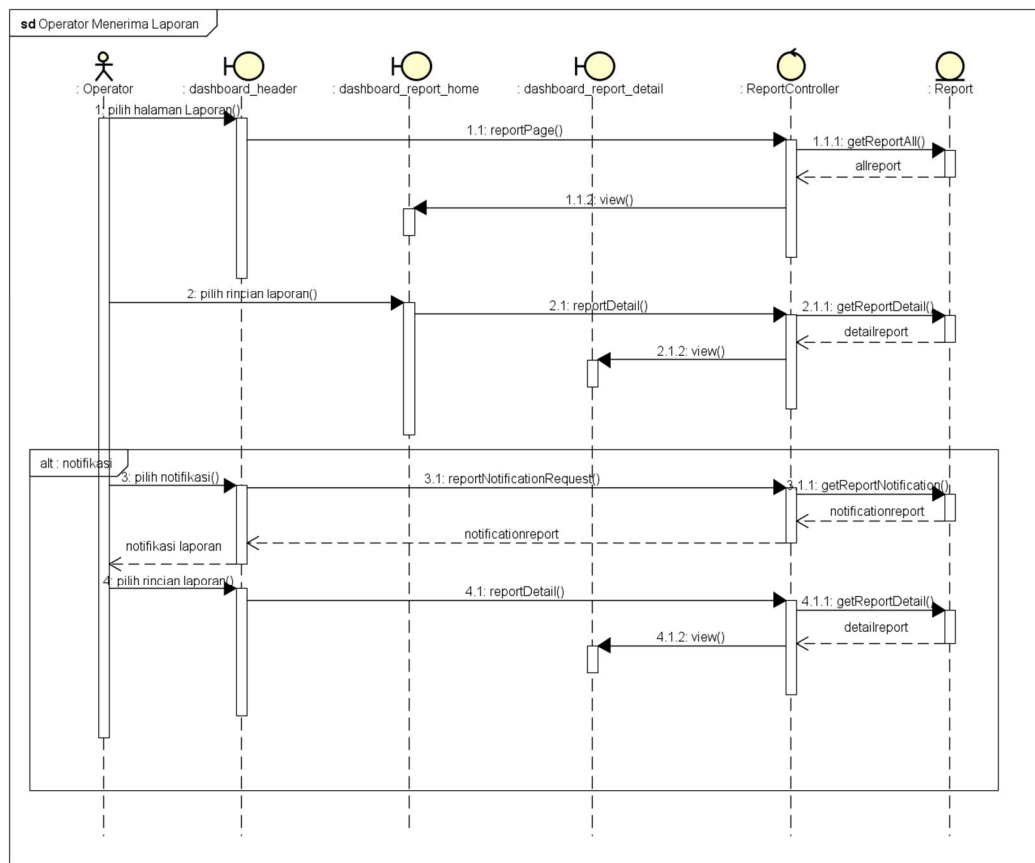 sd Operator Menerima Laporan
: Operator
: dashboard_header
: dashboard_report_home
: dashboard_report_detail
: ReportController
: Report
1: pilih halaman Laporan()
1.1: reportPage()
1.1.1: getReportAll()
allreport
1.1.2: view()
2: pilih rincian laporan()
2.1: reportDetail()
2.1.1: getReportDetail()
detailreport
2.1.2: view()
alt : notifikasi
3: pilih notifikasi()
3.1: reportNotificationRequest()
3.1.1: getReportNotification()
notificationreport
notificationreport
notifikasi laporan
4: pilih rincian laporan()
4.1: reportDetail()
4.1.1: getReportDetail()
detailreport
4.1.2: view()